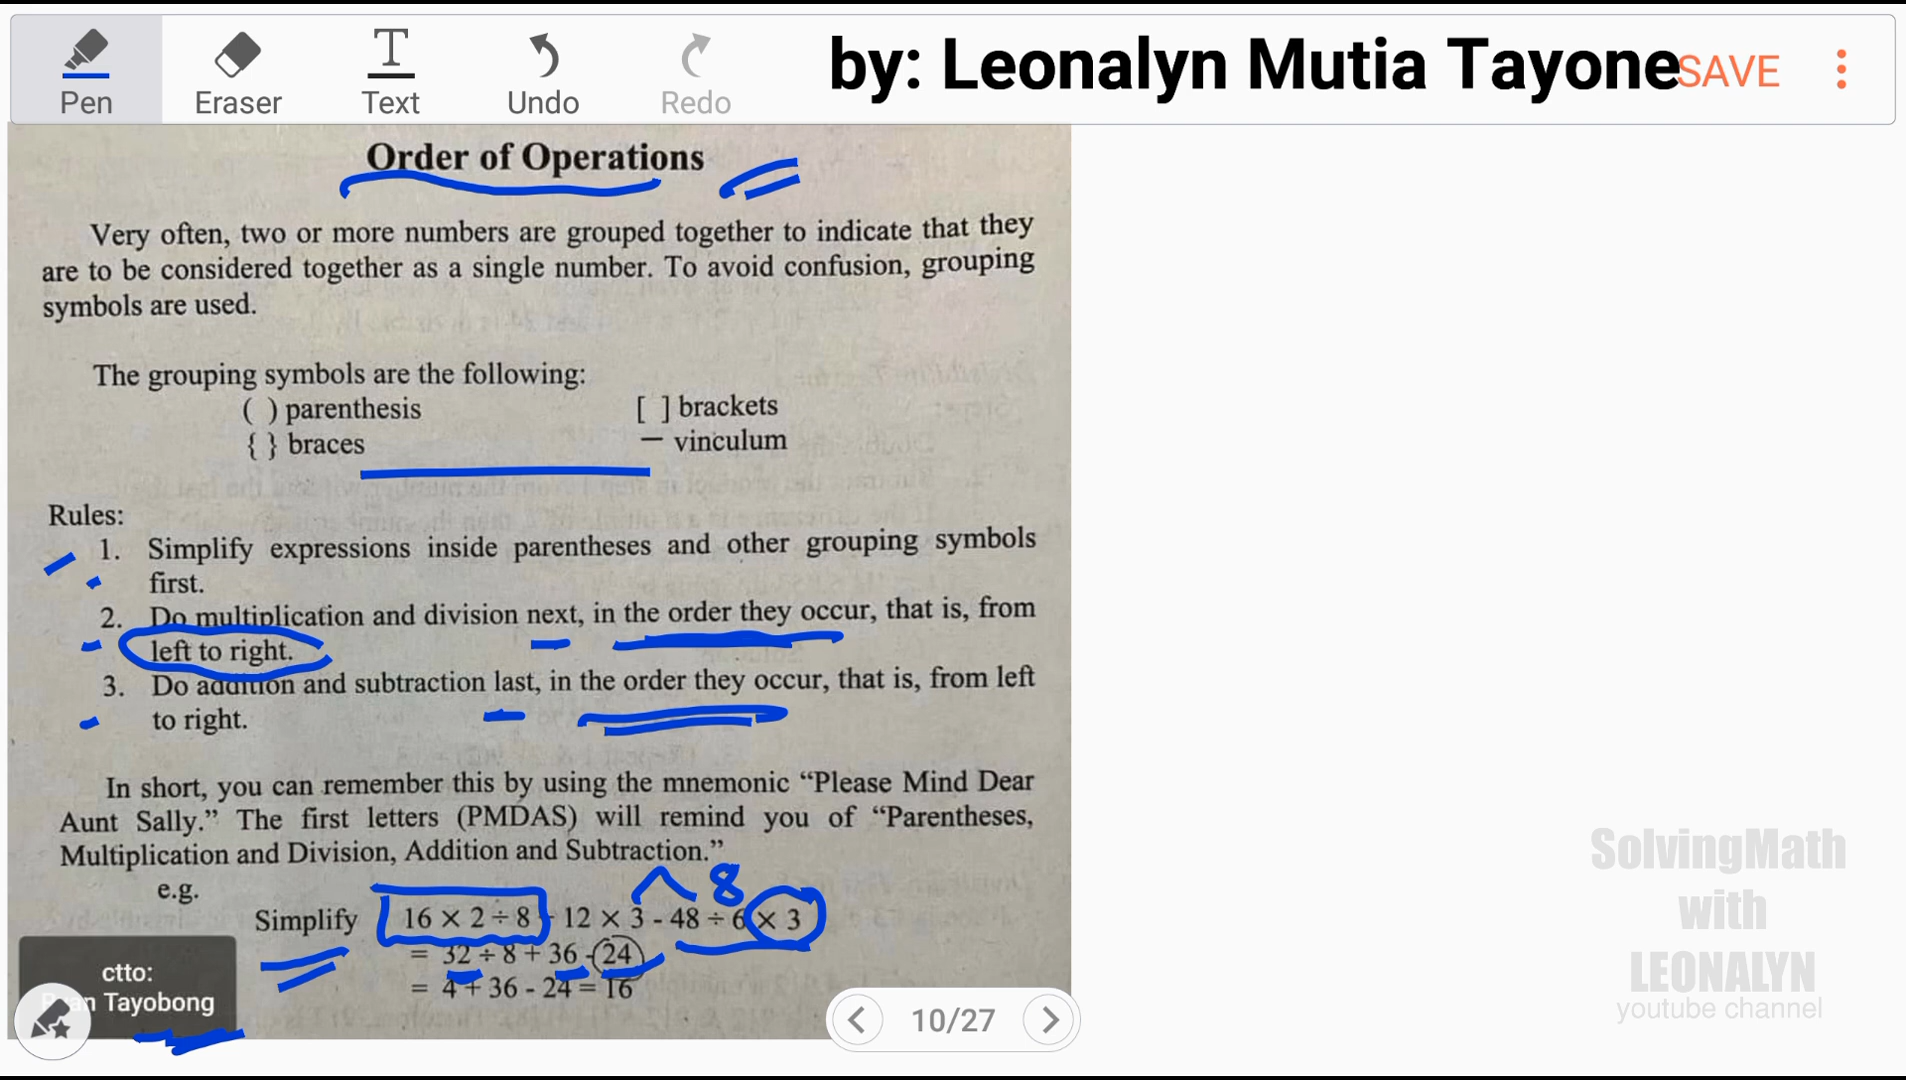 Pen
Eraser
Text
Undo
Redo
by: Leonalyn Mutia Tayone
SAVE
Order of Operations
Very often, two or more numbers are grouped together to indicate that they
are to be considered together as a single number. To avoid confusion, grouping
symbols are used.
The grouping symbols are the following:
( ) parenthesis [ ] brackets
{ } braces — vinculum
Rules:
1. Simplify expressions inside parentheses and other grouping symbols
first.
2. Do multiplication and division next, in the order they occur, that is, from
left to right.
3. Do addition and subtraction last, in the order they occur, that is, from left
to right.
In short, you can remember this by using the mnemonic “Please Mind Dear
Aunt Sally.” The first letters (PMDAS) will remind you of “Parentheses,
Multiplication and Division, Addition and Subtraction.”
e.g.
8
Simplify 16 × 2 ÷ 8 12 × 3 - 48 ÷ 6 × 3
= 32 ÷ 8 + 36 - 24
= 4 + 36 - 24 = 16
ctto:
Tayobong
10/27
SolvingMath
with
LEONALYN
youtube channel